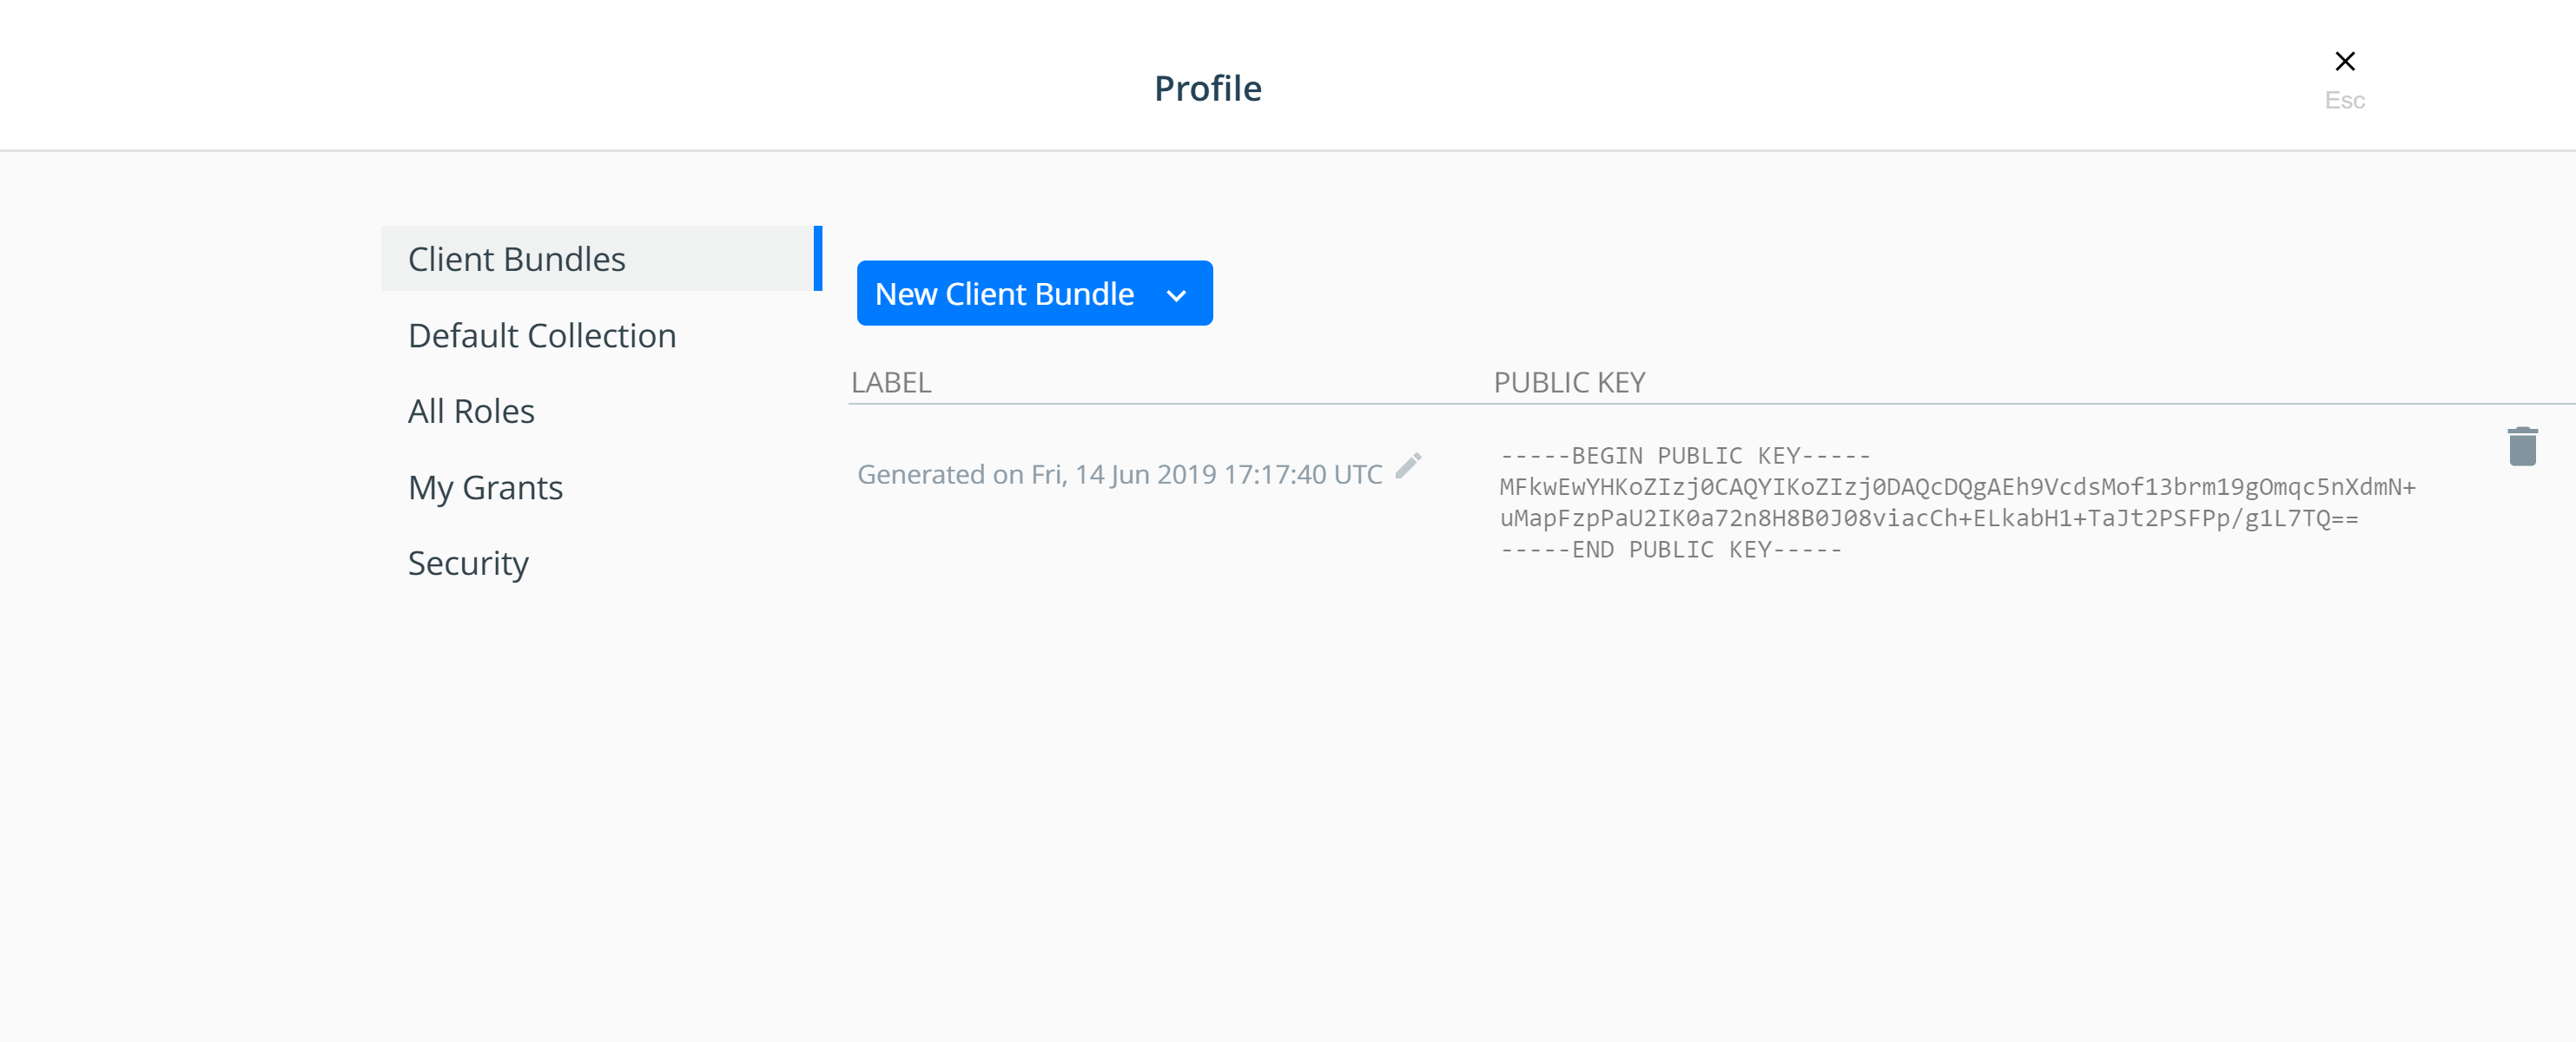 Profile
Esc
Client Bundles
Default Collection
All Roles
My Grants
Security
New Client Bundle
LABEL
PUBLIC KEY
Generated on Fri, 14 Jun 2019 17:17:40 UTC
-----BEGIN PUBLIC KEY-----
MFkwEwYHKoZIzj0CAQYIKoZIzj0DAQcDQgAEh9VcdsMof13brm19gOmqc5nXdmN+
uMapFzpPaU2IK0a72n8H8B0J08viacCh+ELkabH1+TaJt2PSFPp/g1L7TQ==
-----END PUBLIC KEY-----